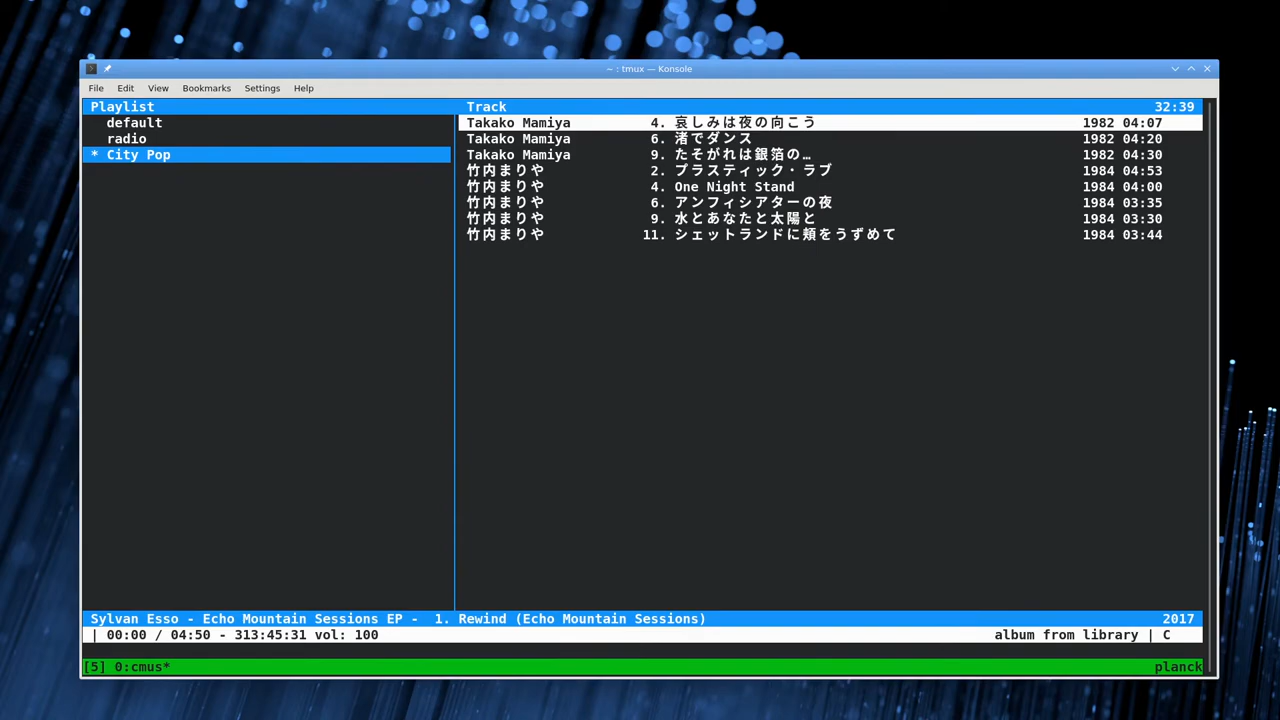 ~ : tmux — Konsole
File Edit View Bookmarks Settings Help
Playlist
default
radio
* City Pop
Track 32:39
Takako Mamiya 4. 哀しみは夜の向こう 1982 04:07
Takako Mamiya 6. 渚でダンス 1982 04:20
Takako Mamiya 9. たそがれは銀箔の… 1982 04:30
竹内まりや 2. プラスティック・ラブ 1984 04:53
竹内まりや 4. One Night Stand 1984 04:00
竹内まりや 6. アンフィシアターの夜 1984 03:35
竹内まりや 9. 水とあなたと太陽と 1984 03:30
竹内まりや 11. シェットランドに頬をうずめて 1984 03:44
Sylvan Esso - Echo Mountain Sessions EP - 1. Rewind (Echo Mountain Sessions) 2017
| 00:00 / 04:50 - 313:45:31 vol: 100 album from library | C
[5] 0:cmus* planck